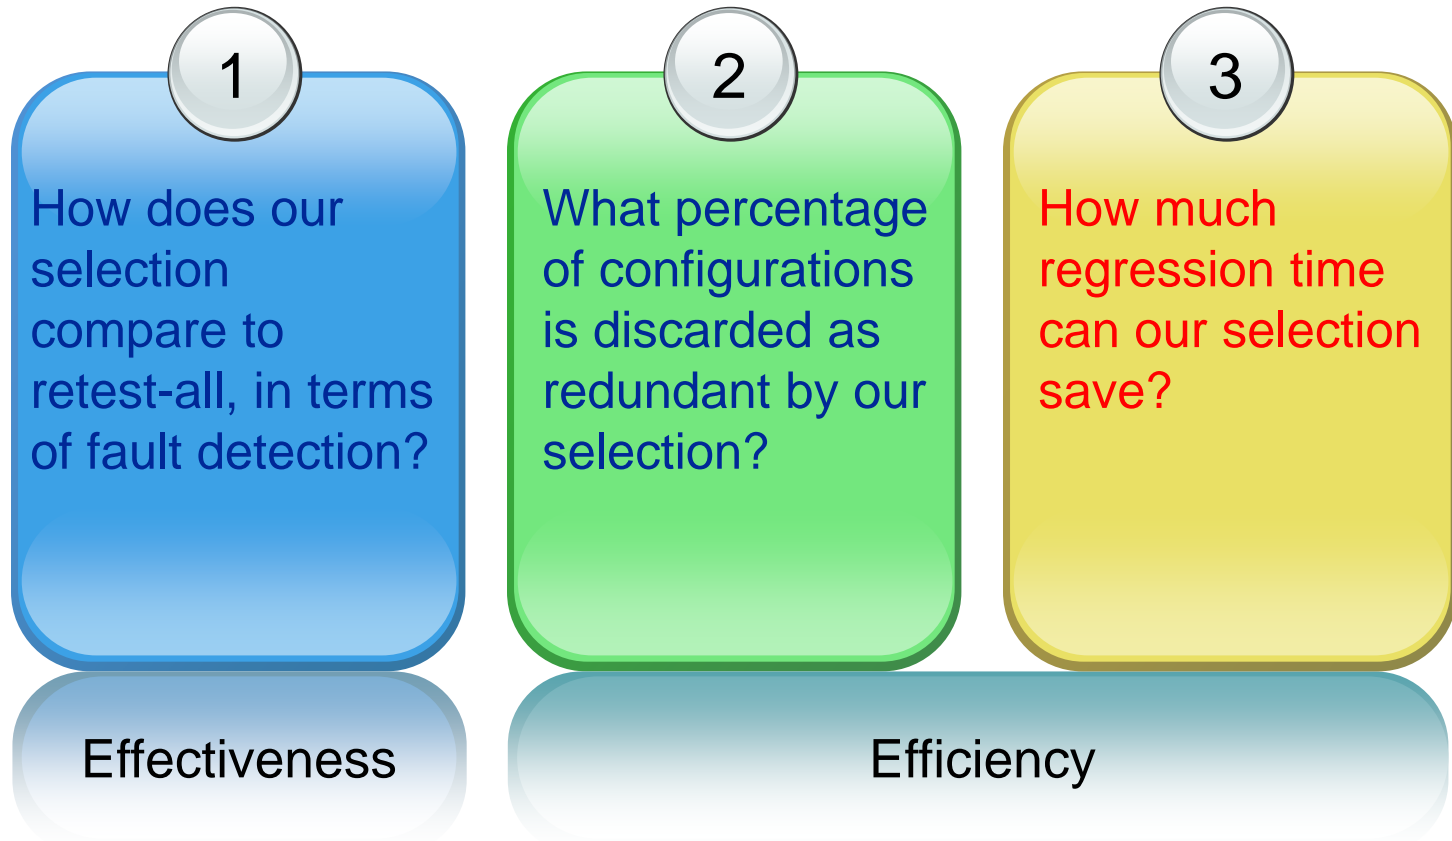 1
How does our
selection
compare to
retest-all, in terms
of fault detection?
2
What percentage
of configurations
is discarded as
redundant by our
selection?
3
How much
regression time
can our selection
save?
Effectiveness
Efficiency